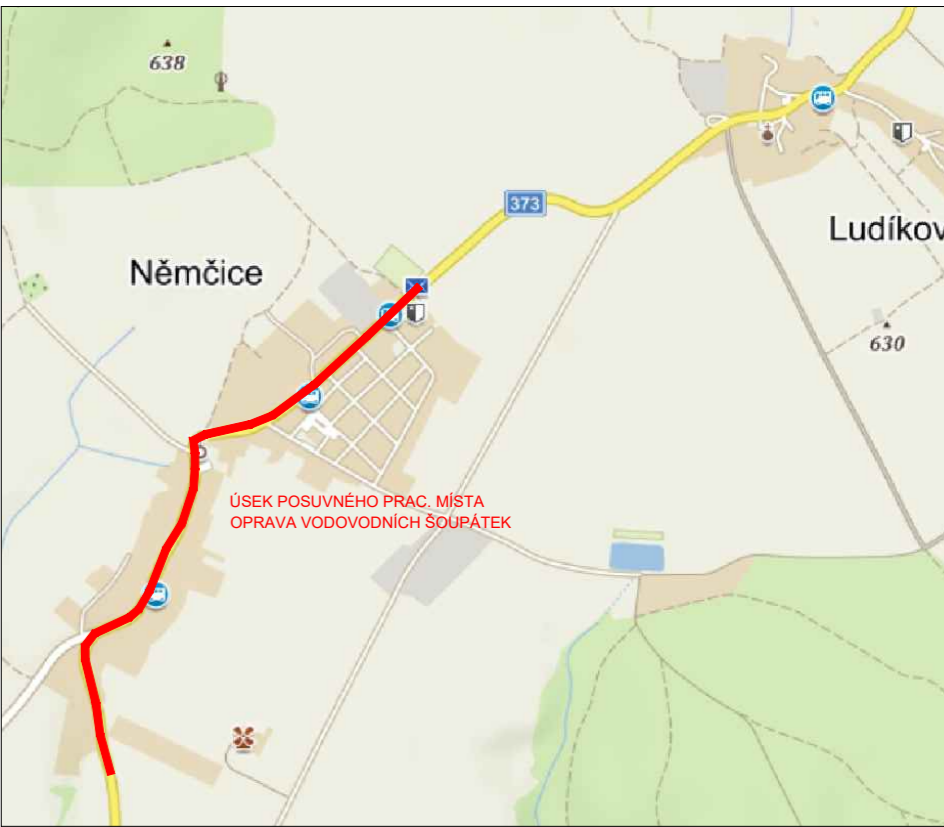 638
373
Ludíkov
Němčice
630
ÚSEK POSUVNÉHO PRAC. MÍSTA
OPRAVA VODOVODNÍCH ŠOUPÁTEK